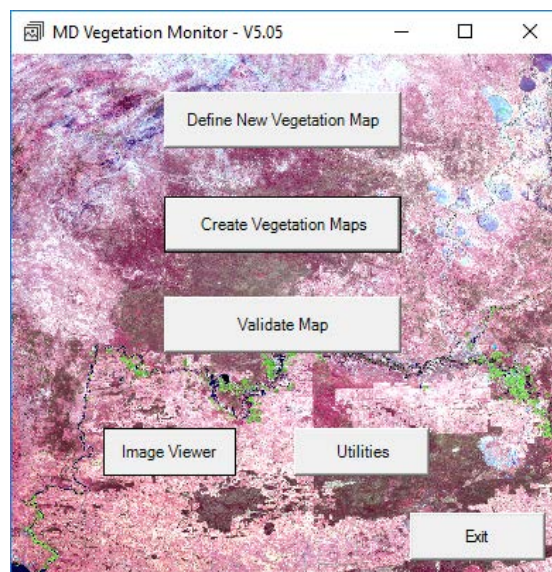 MD Vegetation Monitor - V5.05
Define New Vegetation Map
Create Vegetation Maps
Validate Map
Image Viewer
Utilities
Exit